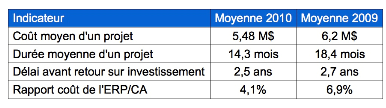 Indicateur Moyenne 2010 Moyenne 2009
Coût moyen d'un projet 5,48 M$ 6,2 M$
Durée moyenne d'un projet 14,3 mois 18,4 mois
Délai avant retour sur investissement 2,5 ans 2,7 ans
Rapport coût de l'ERP/CA 4,1% 6,9%